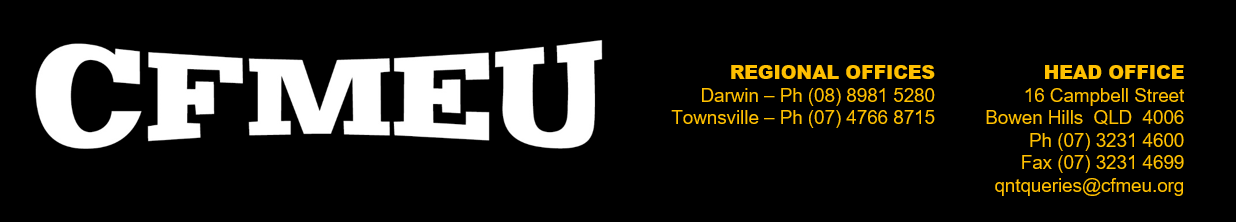 CFMEU
REGIONAL OFFICES
Darwin – Ph (08) 8981 5280
Townsville – Ph (07) 4766 8715
HEAD OFFICE
16 Campbell Street
Bowen Hills  QLD  4006
Ph (07) 3231 4600
Fax (07) 3231 4699
qntqueries@cfmeu.org